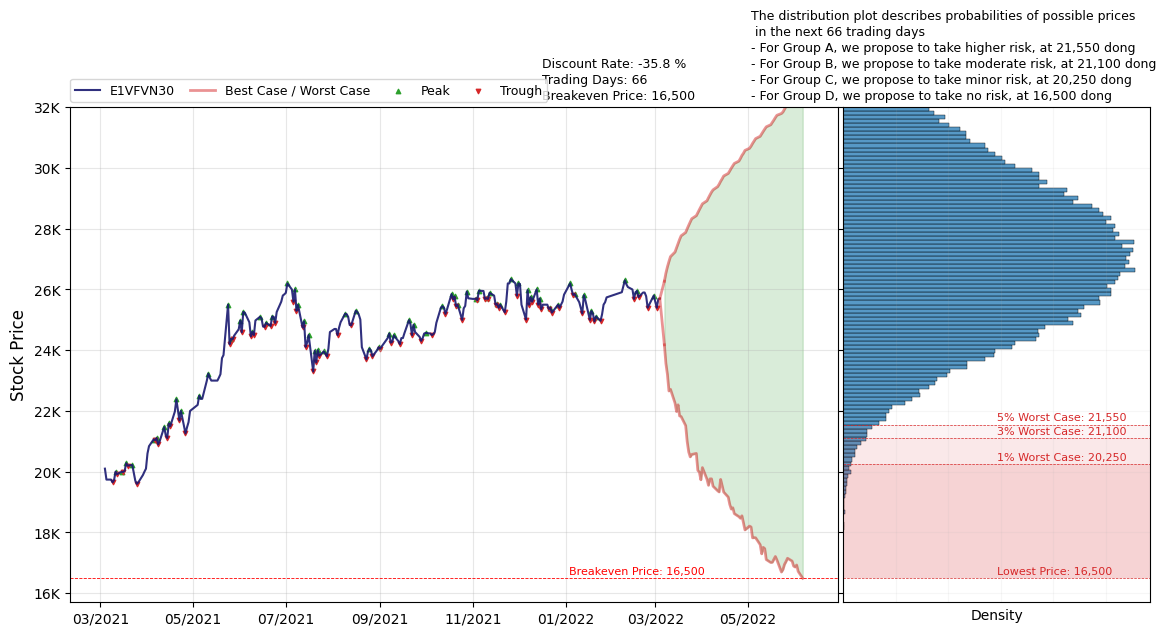 The distribution plot describes probabilities of possible prices
in the next 66 trading days
- For Group A, we propose to take higher risk, at 21,550 dong
- For Group B, we propose to take moderate risk, at 21,100 dong
- For Group C, we propose to take minor risk, at 20,250 dong
- For Group D, we propose to take no risk, at 16,500 dong
Discount Rate: -35.8 %
Trading Days: 66
Breakeven Price: 16,500
E1VFVN30
Best Case / Worst Case
Peak
Trough
Stock Price
32K
30K
28K
26K
24K
22K
20K
18K
16K
Breakeven Price: 16,500
03/2021
05/2021
07/2021
09/2021
11/2021
01/2022
03/2022
05/2022
5% Worst Case: 21,550
3% Worst Case: 21,100
1% Worst Case: 20,250
Lowest Price: 16,500
Density